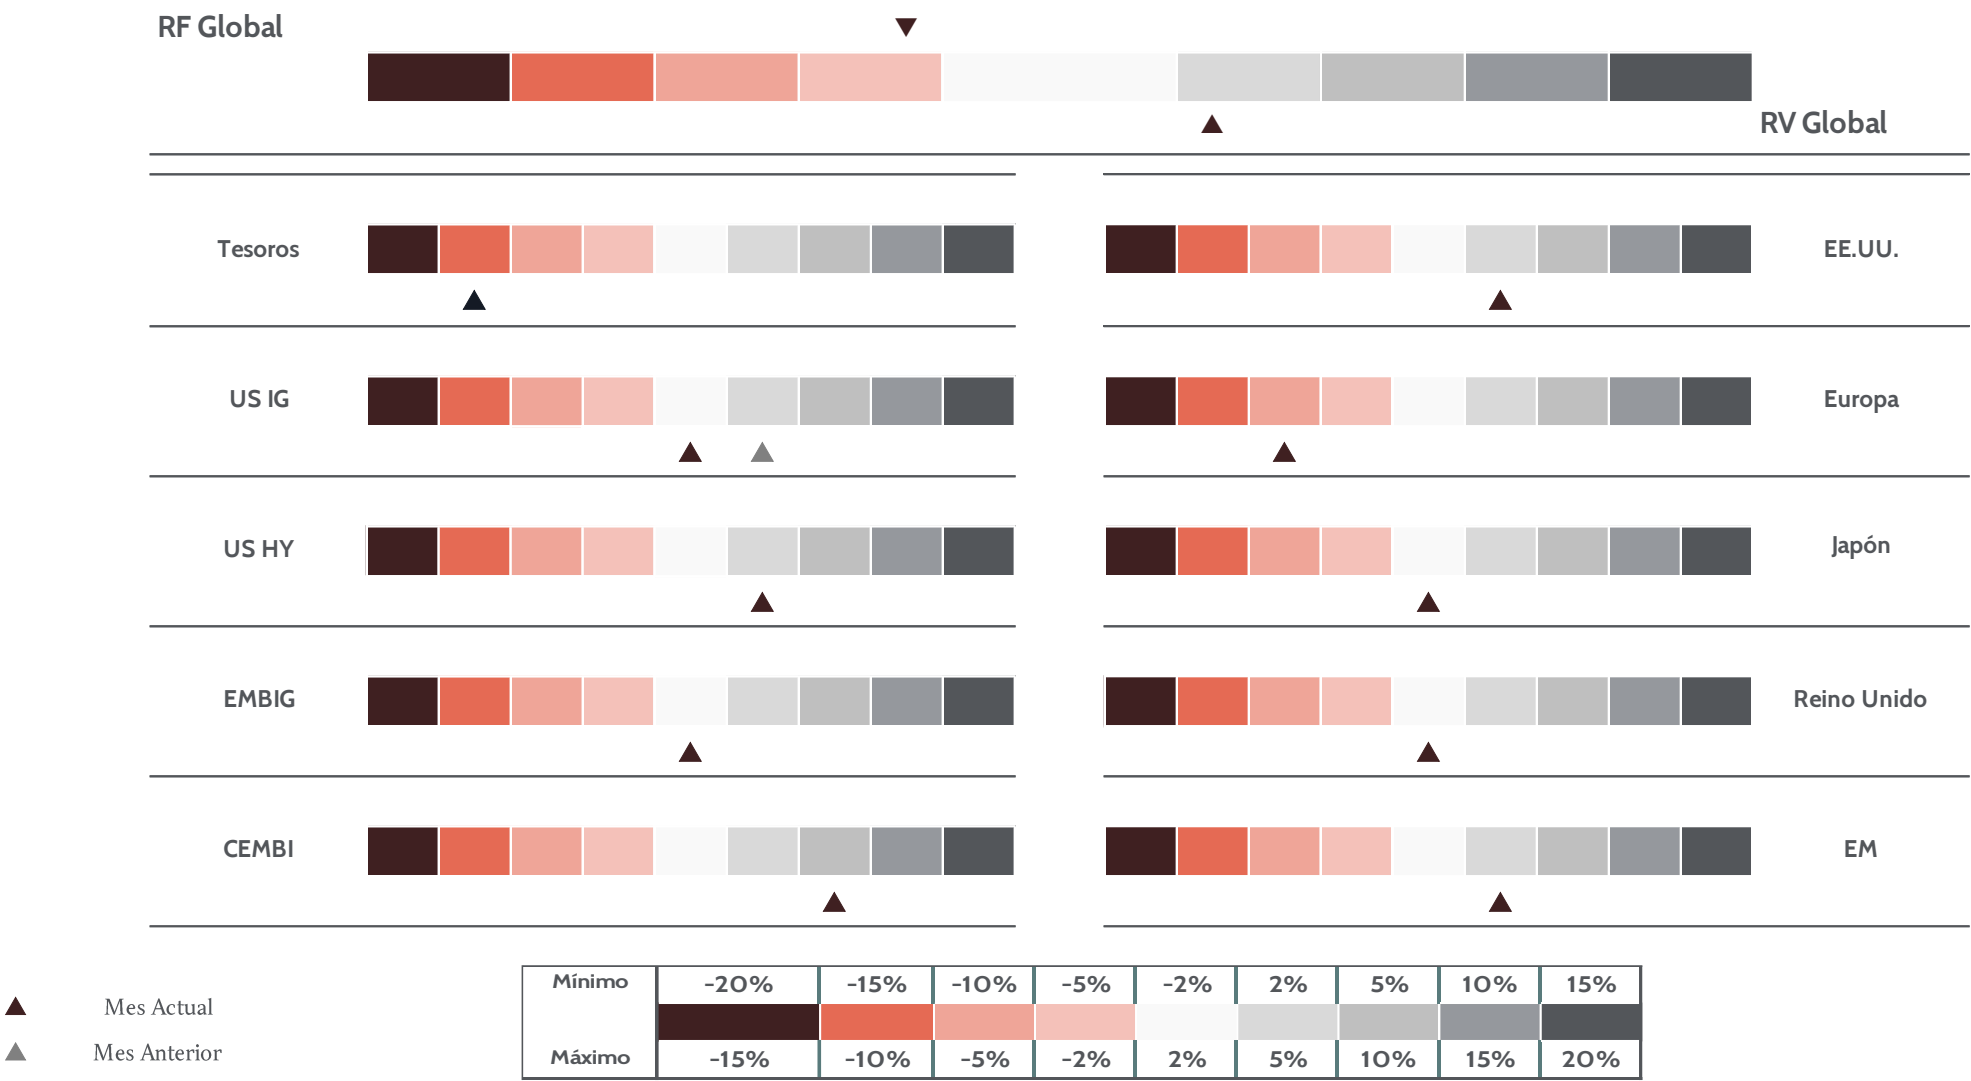 RF Global
RV Global
Tesoros
EE.UU.
US IG
Europa
US HY
Japón
EMBIG
Reino Unido
CEMBI
EM
Mes Actual
Mes Anterior
Mínimo -20% -15% -10% -5% -2% 2% 5% 10% 15%
Máximo -15% -10% -5% -2% 2% 5% 10% 15% 20%